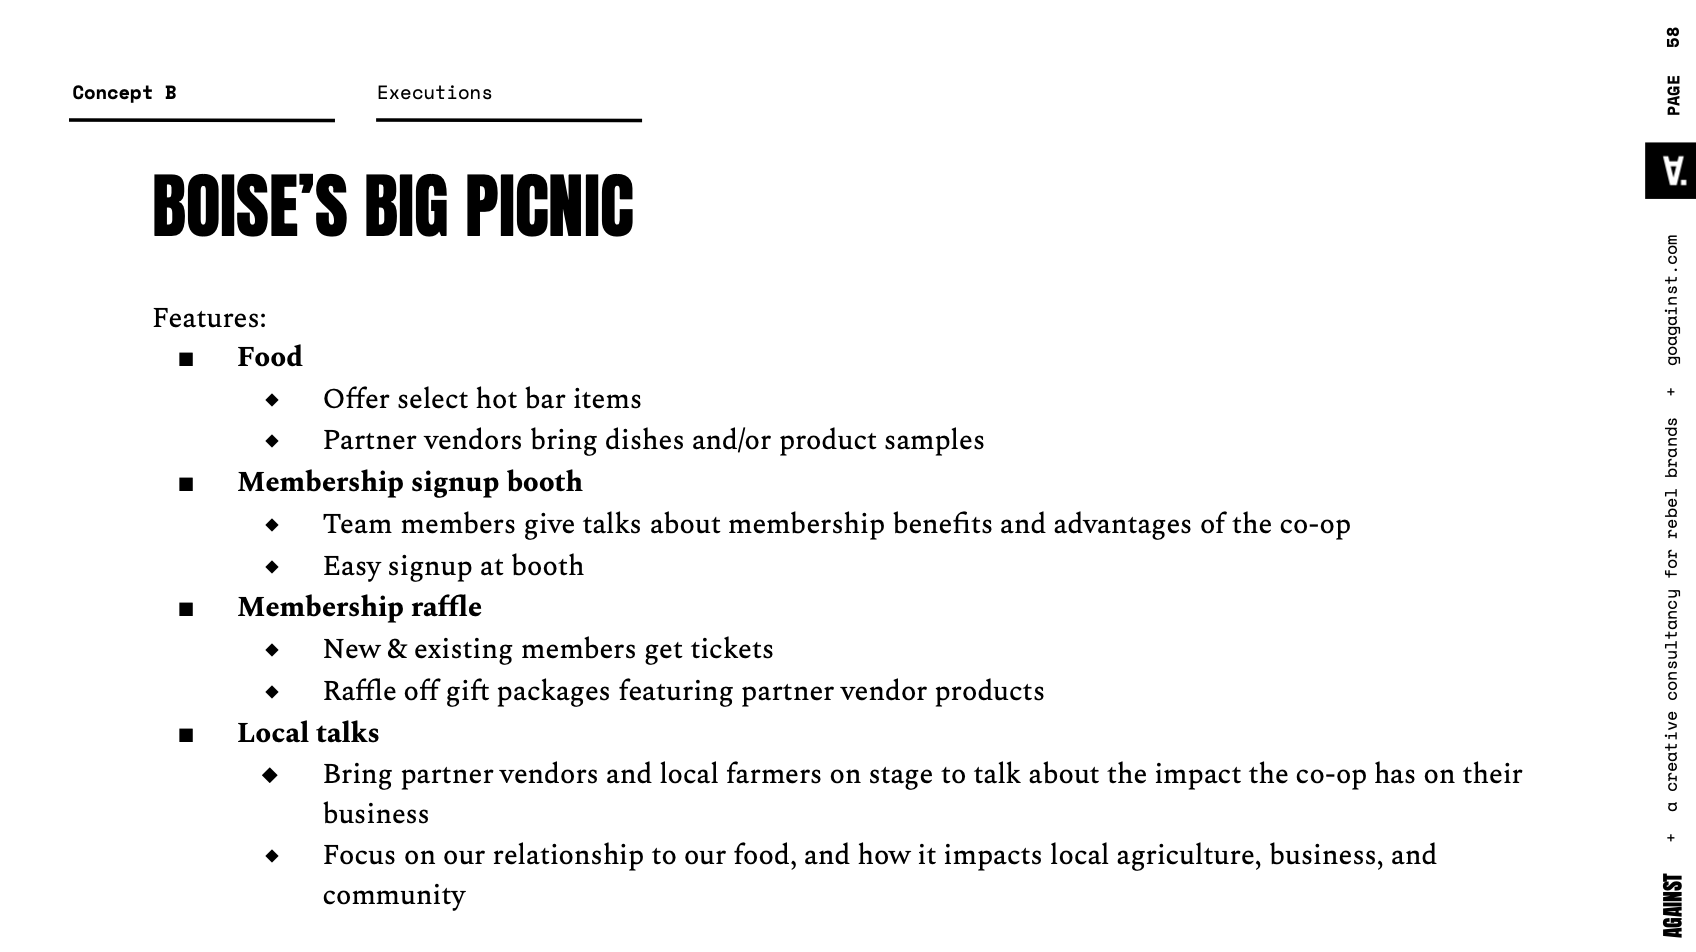 Concept B
Executions
BOISE’S BIG PICNIC
Features:
■ Food
◆ Offer select hot bar items
◆ Partner vendors bring dishes and/or product samples
■ Membership signup booth
◆ Team members give talks about membership benefits and advantages of the co-op
◆ Easy signup at booth
■ Membership raffle
◆ New & existing members get tickets
◆ Raffle off gift packages featuring partner vendor products
■ Local talks
◆ Bring partner vendors and local farmers on stage to talk about the impact the co-op has on their
business
◆ Focus on our relationship to our food, and how it impacts local agriculture, business, and
community
AGAINST + a creative consultancy for rebel brands + goagainst.com
∀.
PAGE 58